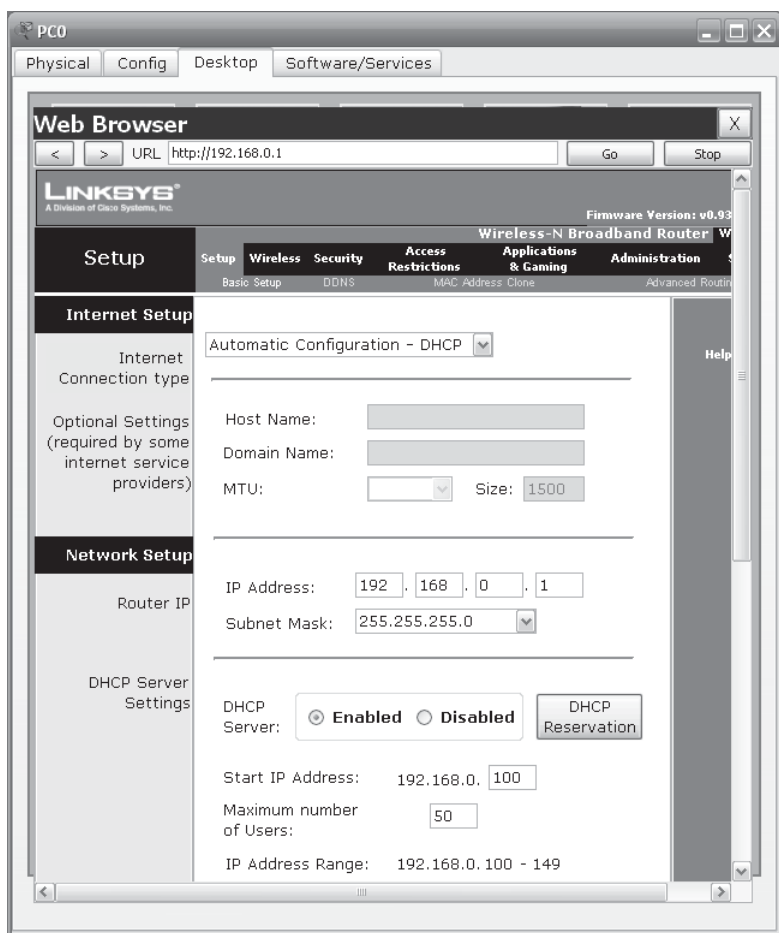 PC0
Physical Config Desktop Software/Services
Web Browser X
< > URL http://192.168.0.1 Go Stop
LINKSYS®
A Division of Cisco Systems, Inc.
Firmware Version: v0.93
Wireless-N Broadband Router
Setup
Setup Wireless Security Access Restrictions Applications & Gaming Administration
Basic Setup DDNS MAC Address Clone Advanced Routin
Internet Setup
Internet
Connection type
Automatic Configuration - DHCP
Help
Optional Settings
(required by some
internet service
providers)
Host Name:
Domain Name:
MTU: Size: 1500
Network Setup
Router IP
IP Address: 192 . 168 . 0 . 1
Subnet Mask: 255.255.255.0
DHCP Server
Settings
DHCP
Server:
Enabled Disabled
DHCP
Reservation
Start IP Address: 192.168.0. 100
Maximum number
of Users:
50
IP Address Range: 192.168.0.100 - 149